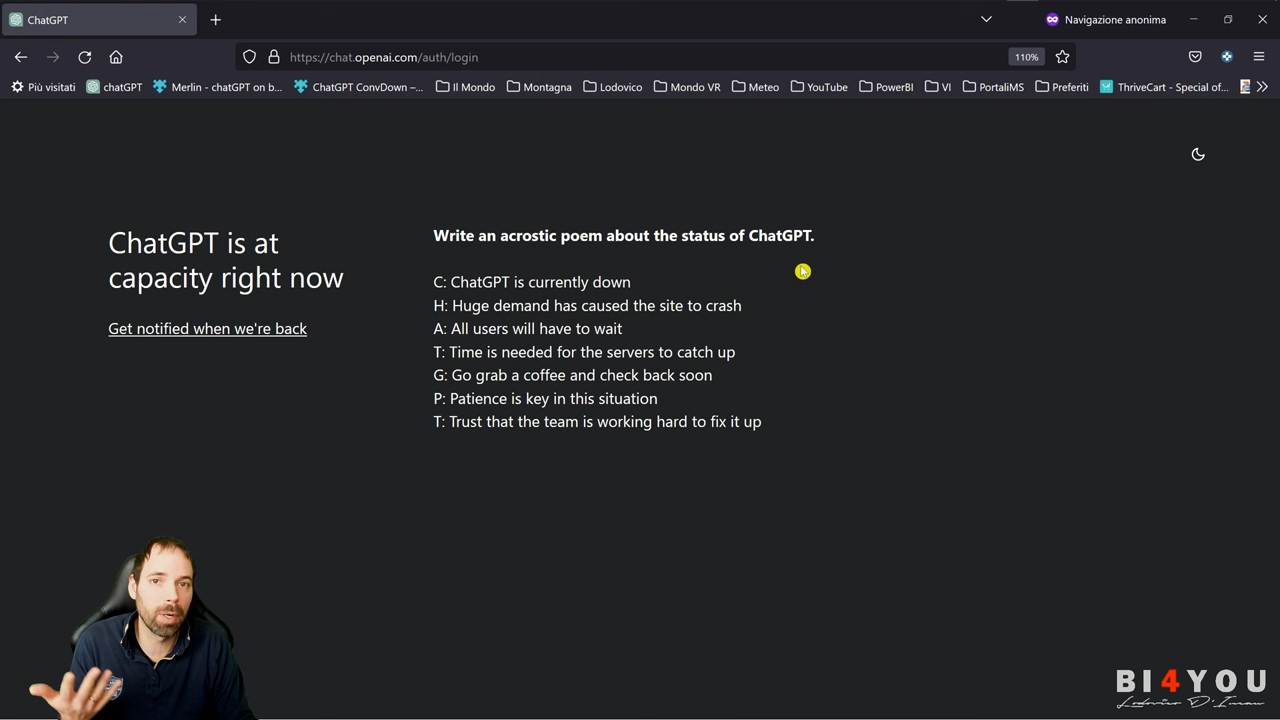 ChatGPT
Navigazione anonima
https://chat.openai.com/auth/login
110%
Più visitati
chatGPT
Merlin - chatGPT on b...
ChatGPT ConvDown –...
Il Mondo
Montagna
Lodovico
Mondo VR
Meteo
YouTube
PowerBI
VI
PortaliMS
Preferiti
ThriveCart - Special of...
ChatGPT is at
capacity right now
Get notified when we're back
Write an acrostic poem about the status of ChatGPT.
C: ChatGPT is currently down
H: Huge demand has caused the site to crash
A: All users will have to wait
T: Time is needed for the servers to catch up
G: Go grab a coffee and check back soon
P: Patience is key in this situation
T: Trust that the team is working hard to fix it up
BI4YOU
Lodovico